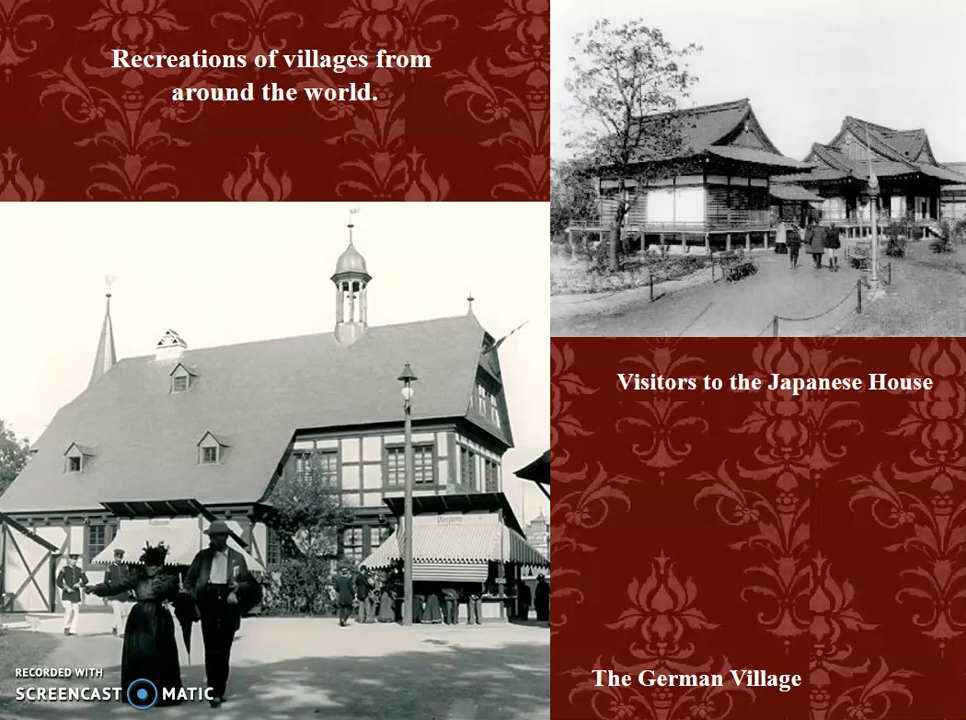 Recreations of villages from
around the world.
Visitors to the Japanese House
The German Village
RECORDED WITH
SCREENCAST MATIC